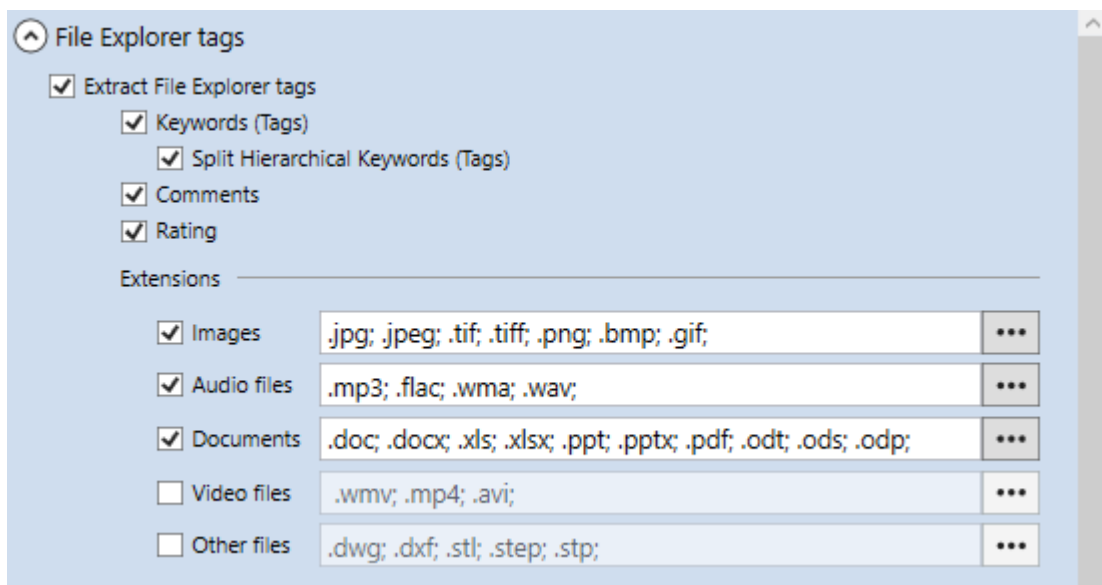 File Explorer tags
Extract File Explorer tags
Keywords (Tags)
Split Hierarchical Keywords (Tags)
Comments
Rating
Extensions
Images .jpg; .jpeg; .tif; .tiff; .png; .bmp; .gif;
Audio files .mp3; .flac; .wma; .wav;
Documents .doc; .docx; .xls; .xlsx; .ppt; .pptx; .pdf; .odt; .ods; .odp;
Video files .wmv; .mp4; .avi;
Other files .dwg; .dxf; .stl; .step; .stp;